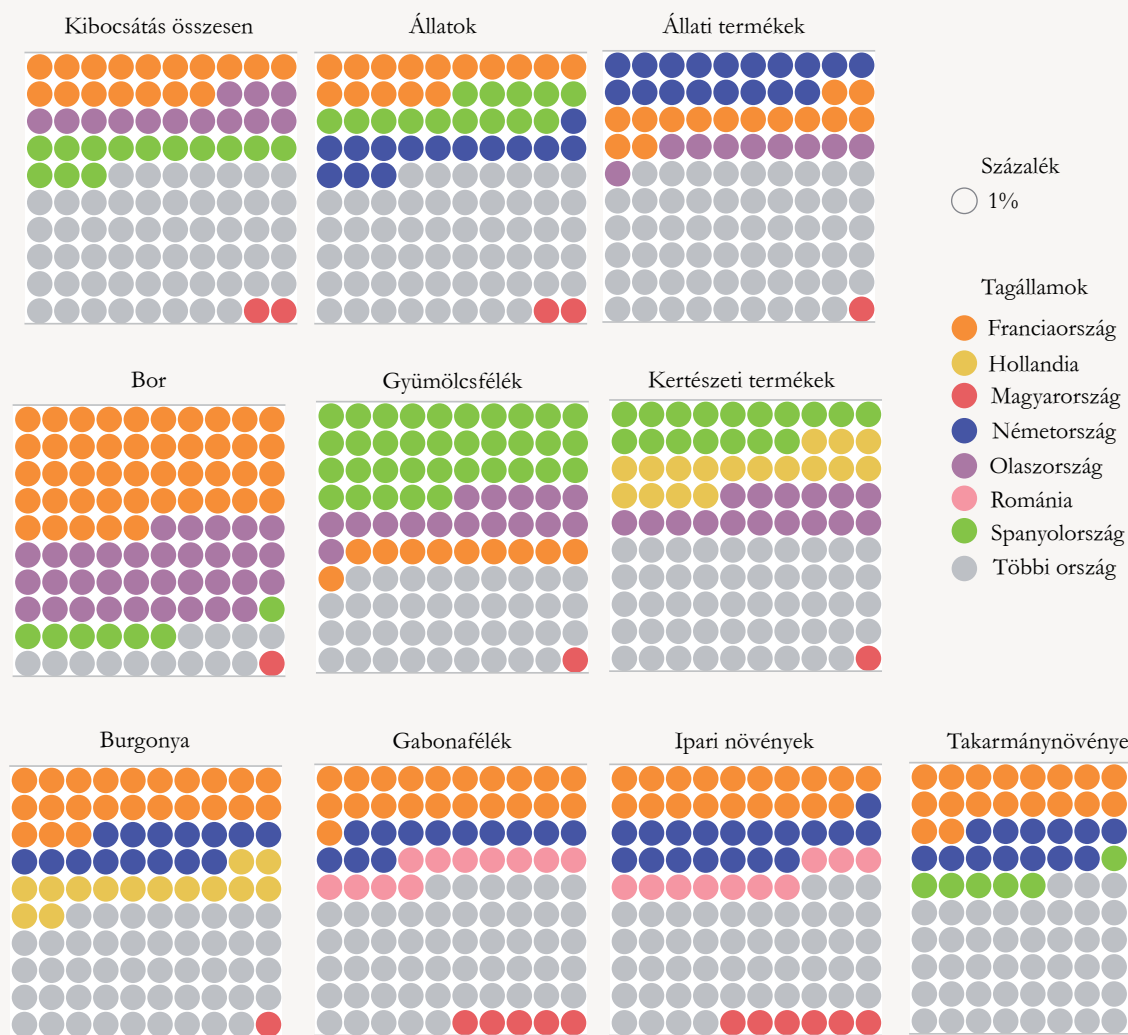 Kibocsátás összesen
Állatok
Állati termékek
Százalék
1%
Tagállamok
Franciaország
Hollandia
Magyarország
Németország
Olaszország
Románia
Spanyolország
Többi ország
Bor
Gyümölcsfélék
Kertészeti termékek
Burgonya
Gabonafélék
Ipari növények
Takarmánynövénye